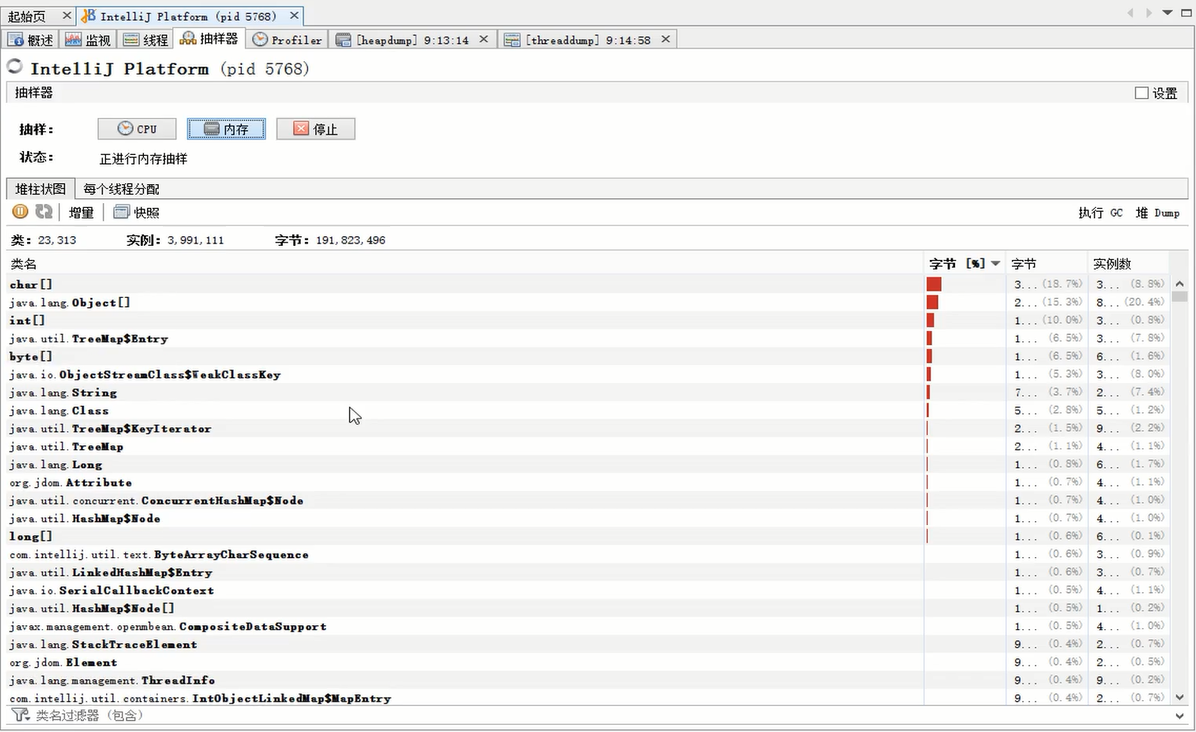 起始页 IntelliJ Platform (pid 5768)
概述 监视 线程 抽样器 Profiler [heapdump] 9:13:14 [threaddump] 9:14:58
IntelliJ Platform (pid 5768)
抽样器 设置
抽样： CPU 内存 停止
状态： 正进行内存抽样
堆柱状图 每个线程分配
增量 快照 执行 GC 堆 Dump
类：23,313 实例：3,991,111 字节：191,823,496
类名 字节 [%] 字节 实例数
char[] 3... (18.7%) 3... (8.8%)
java.lang.Object[] 2... (15.3%) 8... (20.4%)
int[] 1... (10.0%) 3... (0.8%)
java.util.TreeMap$Entry 1... (6.5%) 3... (7.8%)
byte[] 1... (6.5%) 6... (1.6%)
java.io.ObjectStreamClass$WeakClassKey 1... (5.3%) 3... (8.0%)
java.lang.String 7... (3.7%) 2... (7.4%)
java.lang.Class 5... (2.8%) 5... (1.2%)
java.util.TreeMap$KeyIterator 2... (1.5%) 9... (2.2%)
java.util.TreeMap 2... (1.1%) 4... (1.1%)
java.lang.Long 1... (0.8%) 6... (1.7%)
org.jdom.Attribute 1... (0.7%) 4... (1.1%)
java.util.concurrent.ConcurrentHashMap$Node 1... (0.7%) 4... (1.0%)
java.util.HashMap$Node 1... (0.7%) 4... (1.0%)
long[] 1... (0.6%) 6... (0.1%)
com.intellij.util.text.ByteArrayCharSequence 1... (0.6%) 3... (0.9%)
java.util.LinkedHashMap$Entry 1... (0.6%) 3... (0.7%)
java.io.SerialCallbackContext 1... (0.5%) 4... (1.1%)
java.util.HashMap$Node[] 1... (0.5%) 1... (0.2%)
javax.management.openmbean.CompositeDataSupport 1... (0.5%) 4... (1.0%)
java.lang.StackTraceElement 9... (0.4%) 2... (0.7%)
org.jdom.Element 9... (0.4%) 2... (0.5%)
java.lang.management.ThreadInfo 9... (0.4%) 9... (0.2%)
com.intellij.util.containers.IntObjectLinkedMap$MapEntry 9... (0.4%) 2... (0.7%)
类名过滤器（包含）